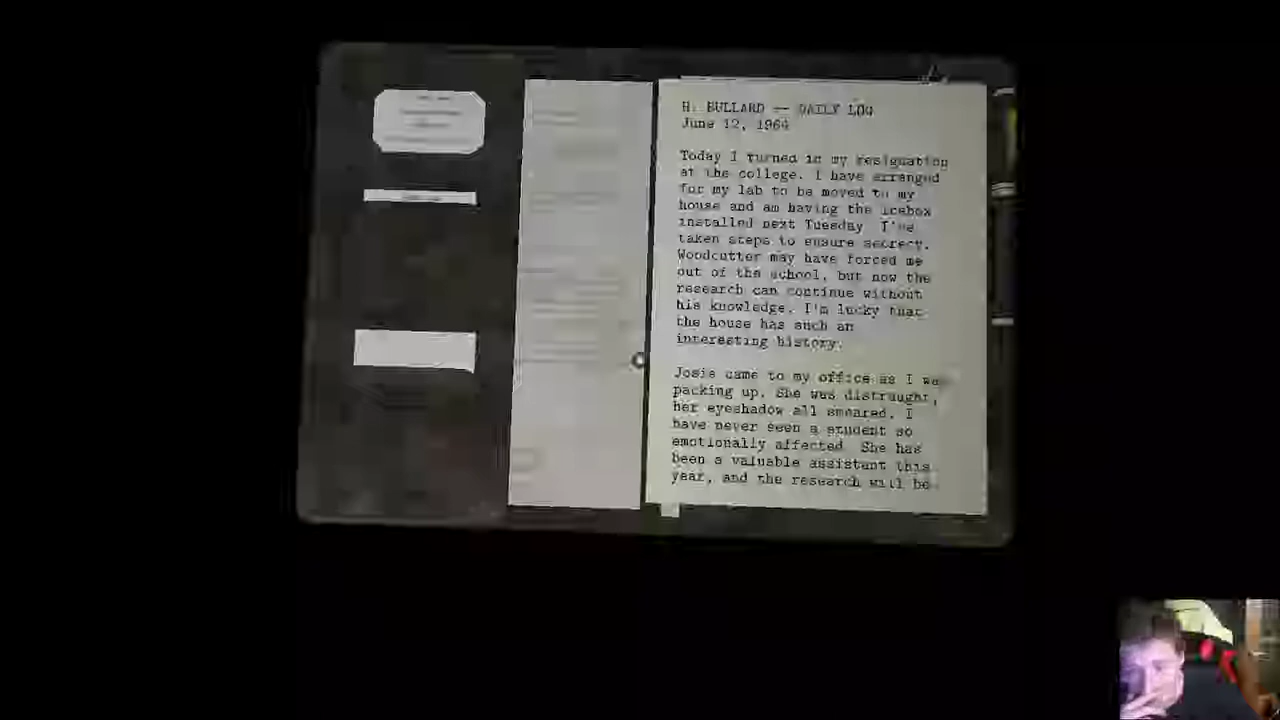 H. BULLARD -- DAILY LOG
June 12, 1964
Today I turned in my resignation
at the college. I have arranged
for my lab to be moved to my
house and am having the icebox
installed next Tuesday. I've
taken steps to ensure secrecy.
Woodcutter may have forced me
out of the school, but now the
research can continue without
his knowledge. I'm lucky that
the house has such an
interesting history.
Josie came to my office as I was
packing up. She was distraught,
her eyeshadow all smeared. I
have never seen a student so
emotionally affected. She has
been a valuable assistant this
year, and the research will be